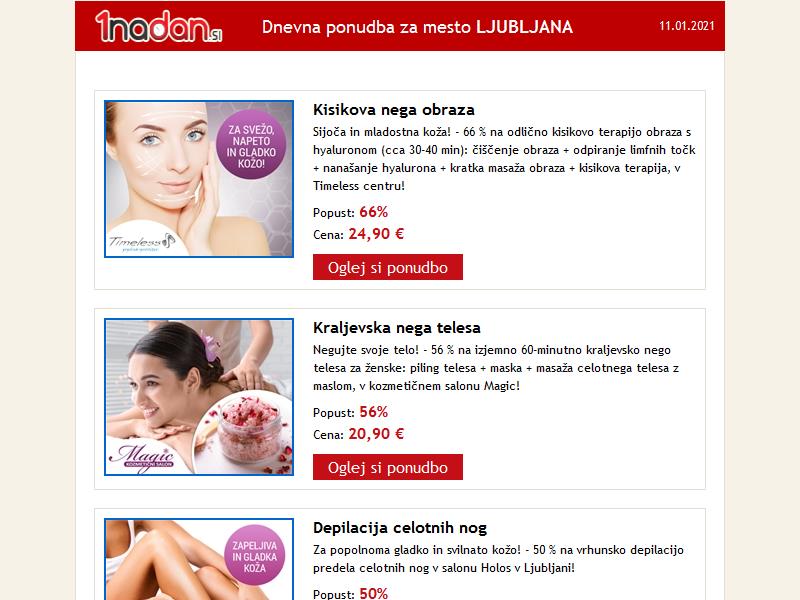 1nadan.si
Dnevna ponudba za mesto LJUBLJANA
11.01.2021
ZA SVEŽO,
NAPETO
IN GLADKO
KOŽO!
Timeless
Kisikova nega obraza
Sijoča in mladostna koža! - 66 % na odlično kisikovo terapijo obraza s
hyaluronom (cca 30-40 min): čiščenje obraza + odpiranje limfnih točk
+ nanašanje hyalurona + kratka masaža obraza + kisikova terapija, v
Timeless centru!
Popust: 66%
Cena: 24,90 €
Oglej si ponudbo
Magic
KOZMETIČNI SALON
Kraljevska nega telesa
Negujte svoje telo! - 56 % na izjemno 60-minutno kraljevsko nego
telesa za ženske: piling telesa + maska + masaža celotnega telesa z
maslom, v kozmetičnem salonu Magic!
Popust: 56%
Cena: 20,90 €
Oglej si ponudbo
ZAPELJIVA
IN GLADKA
KOŽA
Depilacija celotnih nog
Za popolnoma gladko in svilnato kožo! - 50 % na vrhunsko depilacijo
predela celotnih nog v salonu Holos v Ljubljani!
Popust: 50%